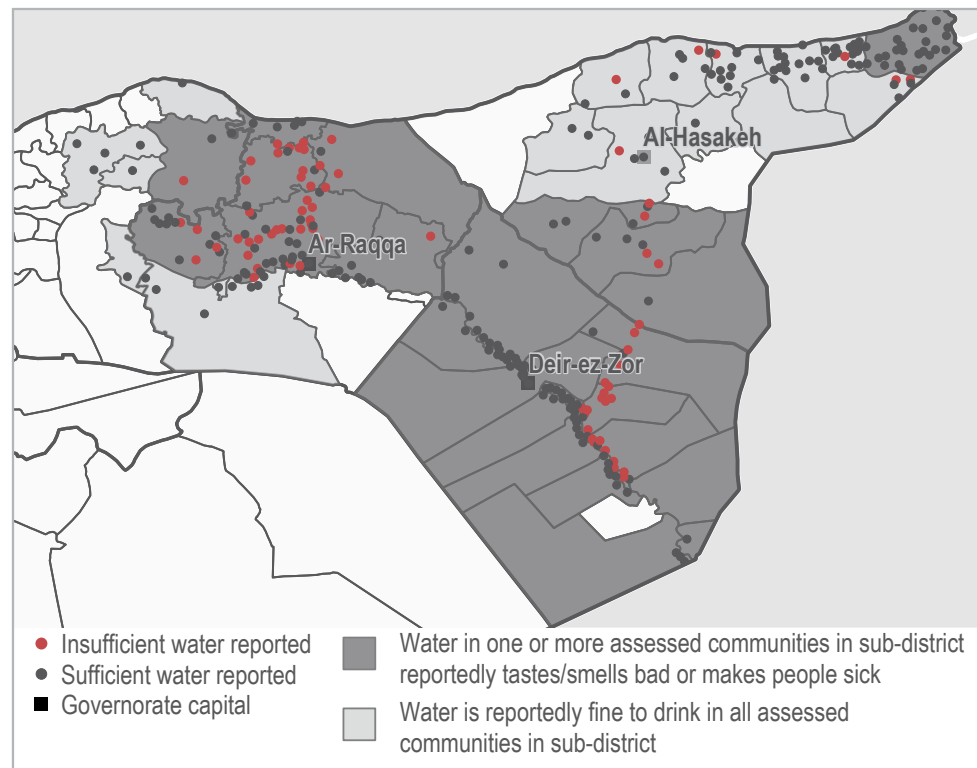 Al-Hasakeh
Ar-Raqqa
Deir-ez-Zor
Insufficient water reported
Sufficient water reported
Governorate capital
Water in one or more assessed communities in sub-district
reportedly tastes/smells bad or makes people sick
Water is reportedly fine to drink in all assessed
communities in sub-district